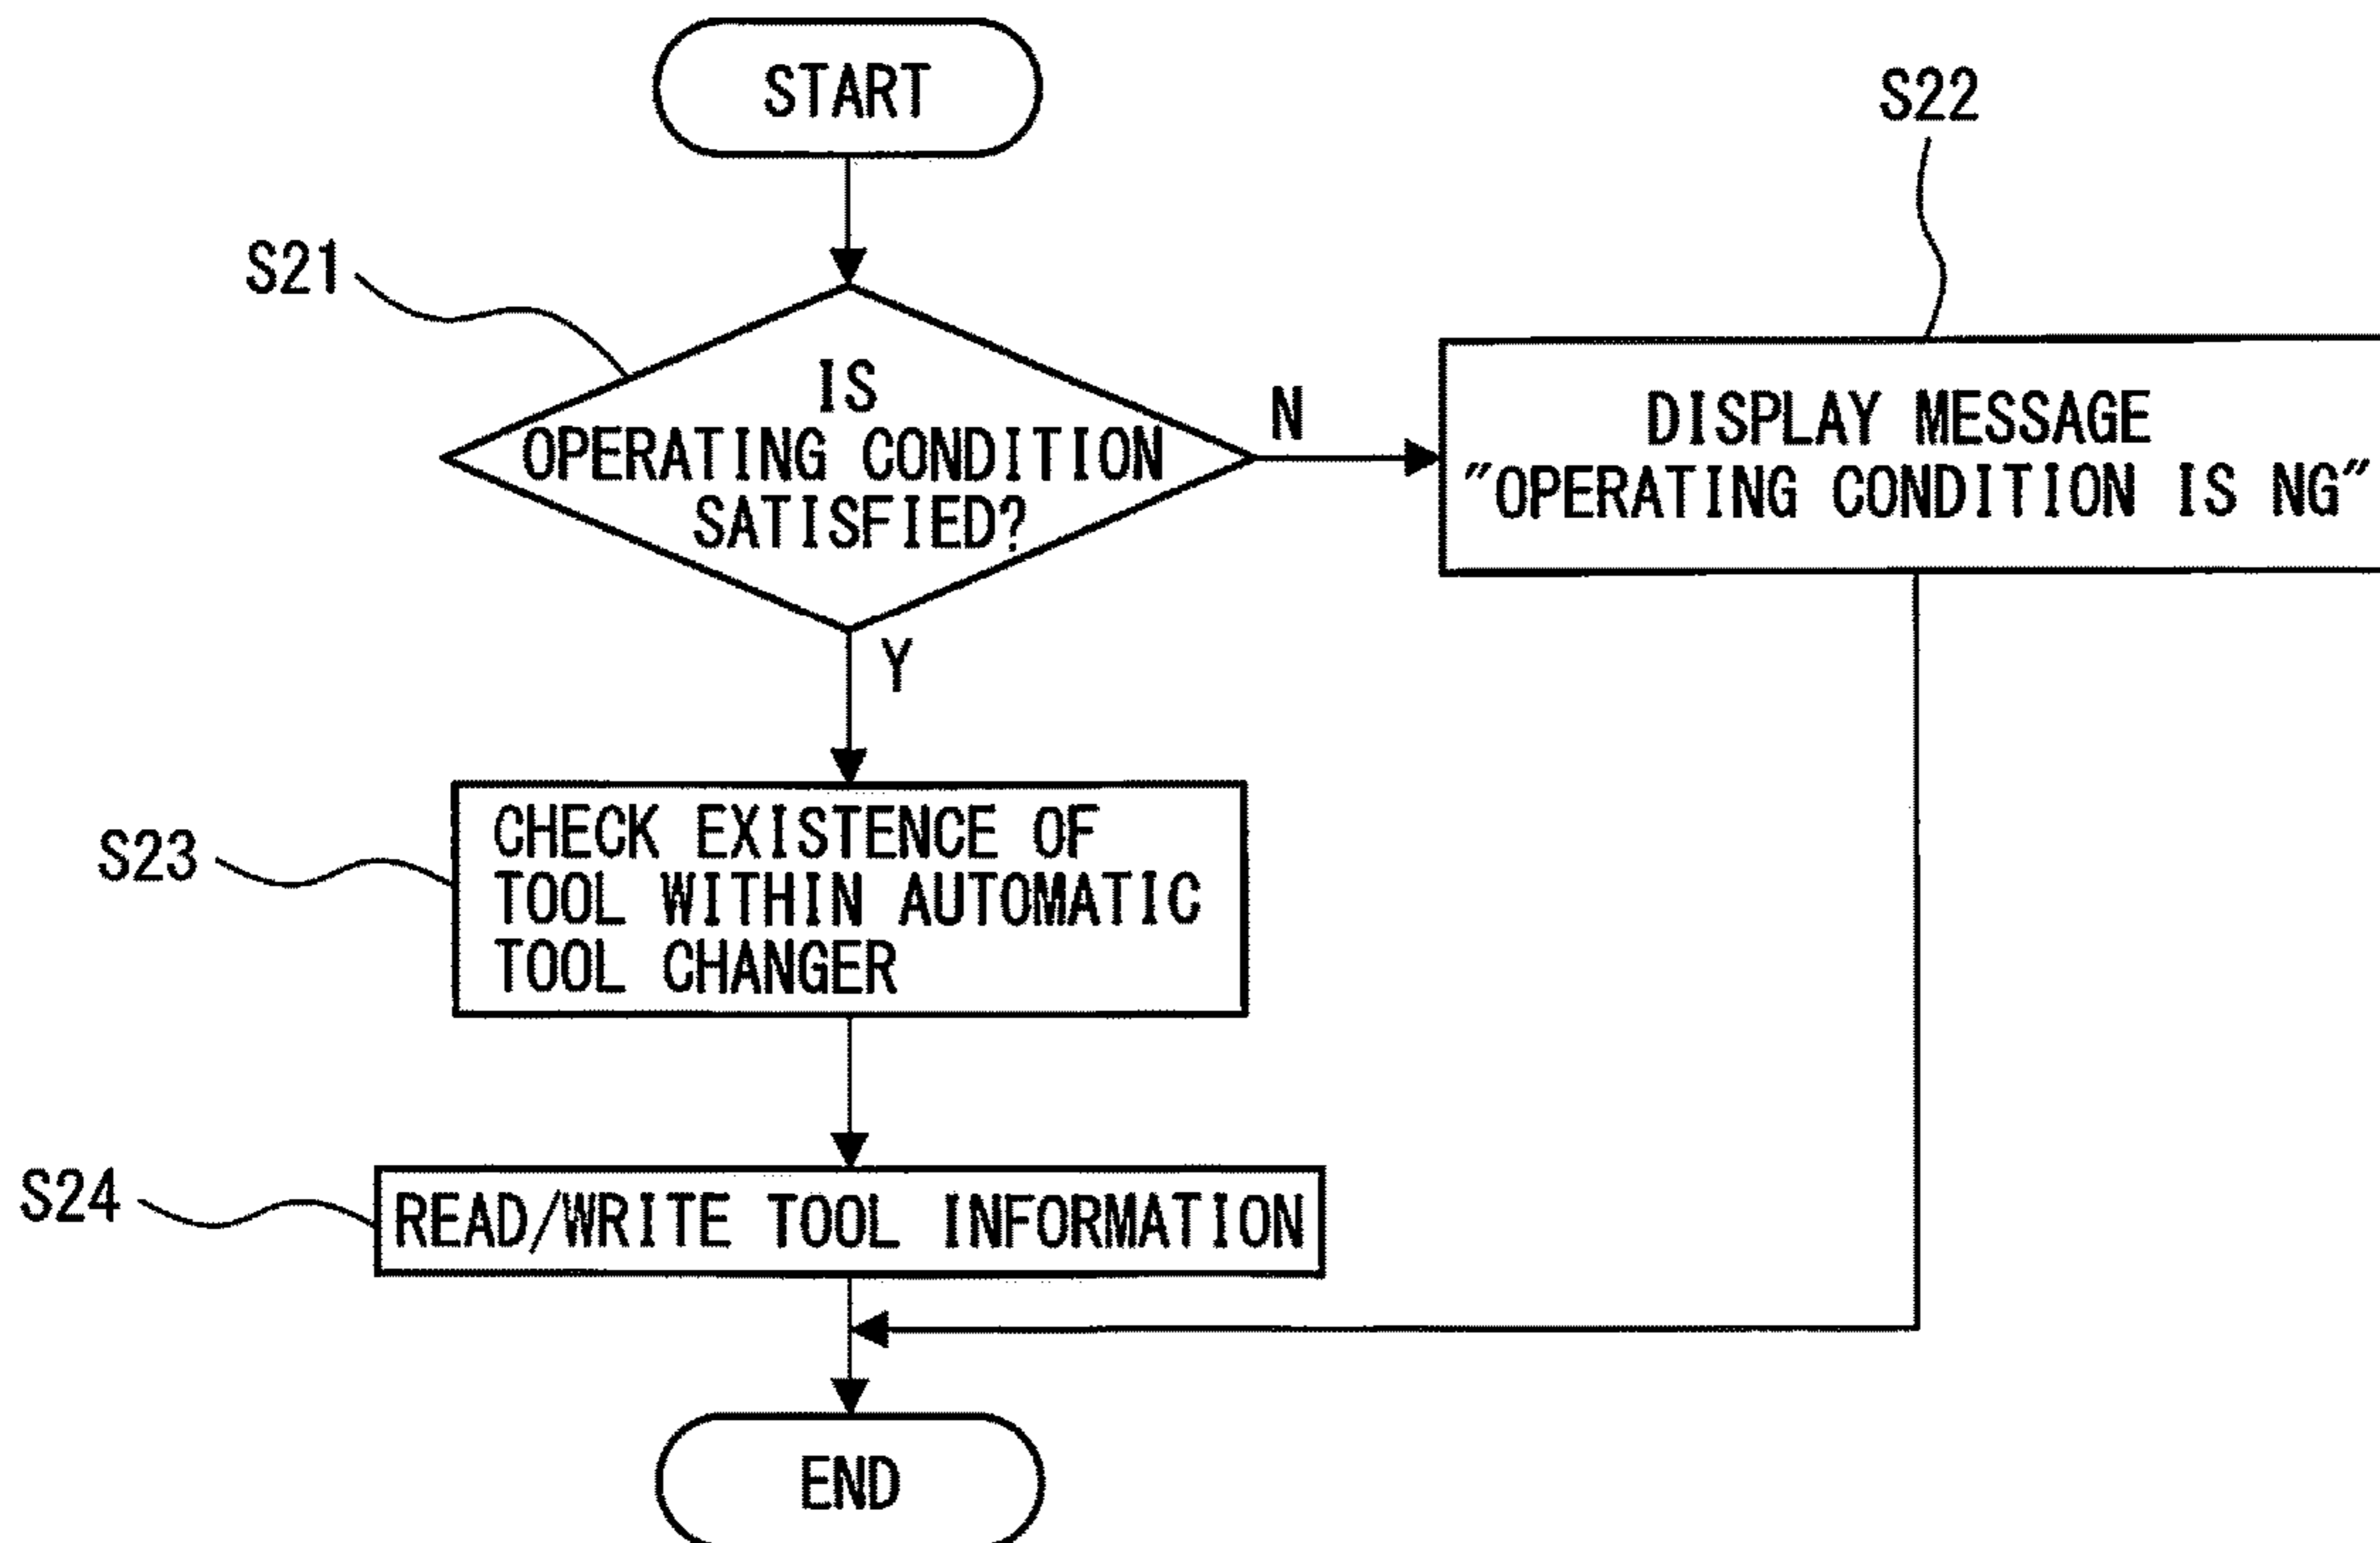 START
S22
S21
IS
OPERATING CONDITION
SATISFIED?
N
DISPLAY MESSAGE
"OPERATING CONDITION IS NG"
Y
S23
CHECK EXISTENCE OF
TOOL WITHIN AUTOMATIC
TOOL CHANGER
S24
READ/WRITE TOOL INFORMATION
END